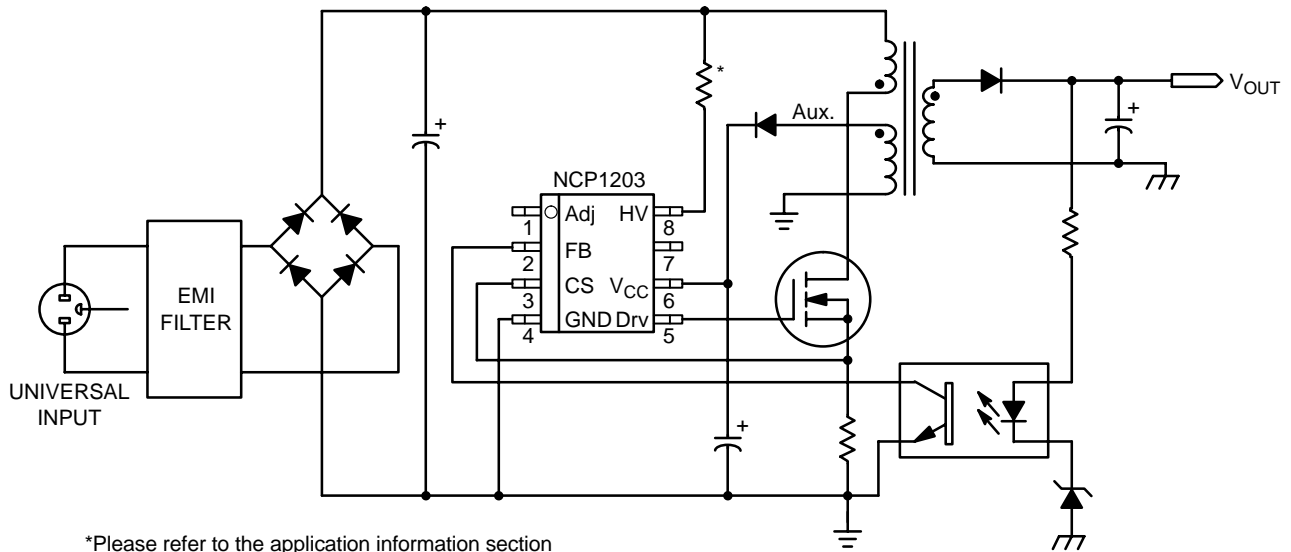 *
V_OUT
+
+
Aux.
NCP1203
Adj HV
1 8
FB
2 7
CS V_CC
3 6
GND Drv
4 5
EMI
FILTER
UNIVERSAL
INPUT
+
*Please refer to the application information section